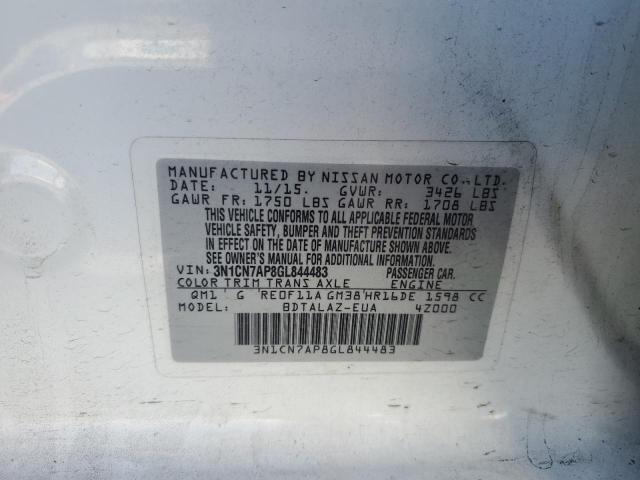 MANUFACTURED BY NISSAN MOTOR CO.,LTD.
DATE: 11/15. GVWR: 3426 LBS
GAWR FR: 1750 LBS GAWR RR: 1708 LBS
THIS VEHICLE CONFORMS TO ALL APPLICABLE FEDERAL MOTOR
VEHICLE SAFETY, BUMPER AND THEFT PREVENTION STANDARDS
IN EFFECT ON THE DATE OF MANUFACTURE SHOWN ABOVE.
SEE OWNER'S MANUAL FOR ADDITIONAL INFORMATION
VIN: 3N1CN7AP8GL844483 PASSENGER CAR.
COLOR TRIM TRANS AXLE ENGINE
QM1 G RE0F11A GM38 HR16DE 1598 CC
MODEL: BDTALAZ-EUA 4Z000
3N1CN7AP8GL844483